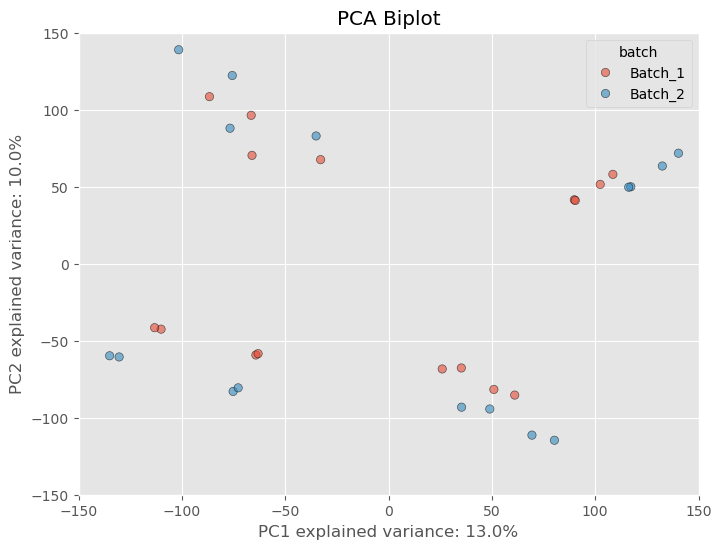 PCA Biplot
batch
Batch_1
Batch_2
150
100
50
0
−50
−100
−150
PC2 explained variance: 10.0%
−150
−100
−50
0
50
100
150
PC1 explained variance: 13.0%